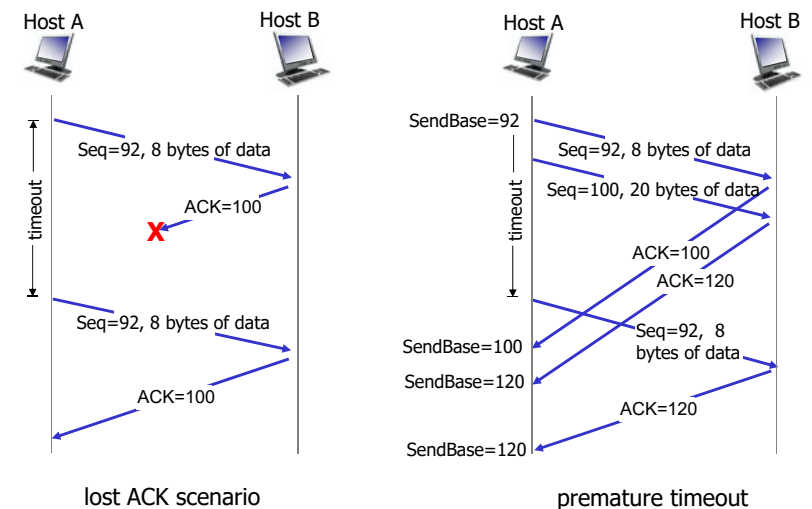 Host A
Host B
Seq=92, 8 bytes of data
timeout
ACK=100
X
Seq=92, 8 bytes of data
ACK=100
lost ACK scenario
Host A
Host B
SendBase=92
Seq=92, 8 bytes of data
Seq=100, 20 bytes of data
timeout
ACK=100
ACK=120
Seq=92, 8
bytes of data
SendBase=100
SendBase=120
ACK=120
SendBase=120
premature timeout